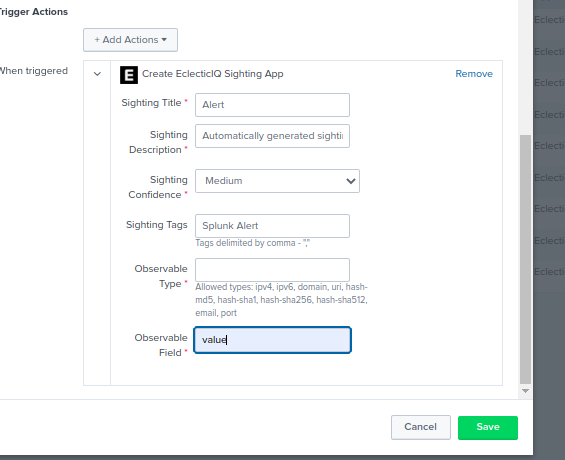 Trigger Actions
+ Add Actions
When triggered
E Create EclecticIQ Sighting App
Remove
Sighting Title *
Alert
Sighting
Description *
Automatically generated sightin
Sighting
Confidence *
Medium
Sighting Tags
Splunk Alert
Tags delimited by comma - ","
Observable
Type *
Allowed types: ipv4, ipv6, domain, uri, hash-
md5, hash-sha1, hash-sha256, hash-sha512,
email, port
Observable
Field *
value
Cancel
Save
Eclecti
Eclecti
Eclecti
Eclecti
Eclecti
Eclecti
Eclecti
Eclecti
Eclecti